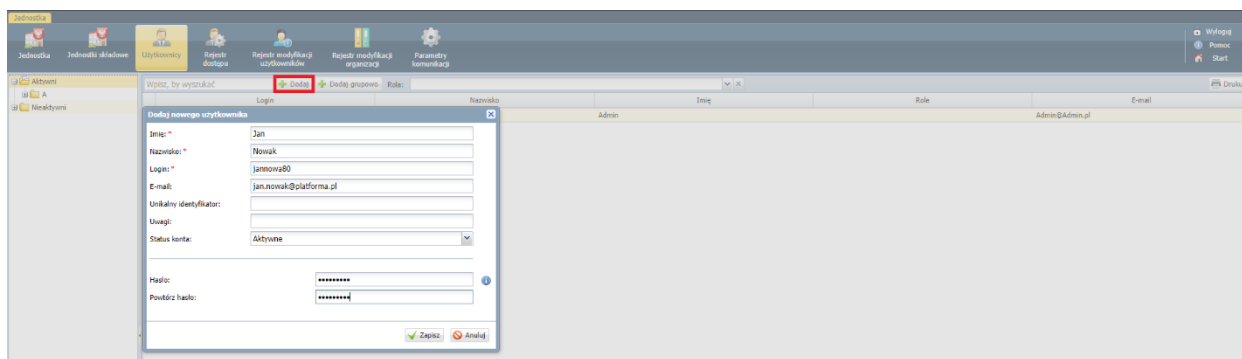 Jednostka
Jednostka
Jednostki składowe
Użytkownicy
Rejestr dostępu
Rejestr modyfikacji użytkowników
Rejestr modyfikacji organizacji
Parametry komunikacji
Wyloguj
Pomoc
Start
Aktywni
A
Nieaktywni
Wpisz, by wyszukać
Dodaj
Dodaj grupowo
Role:
Druku
Login
Nazwisko
Imię
Role
E-mail
Admin
Admin@Admin.pl
Dodaj nowego użytkownika
Imię: * Jan
Nazwisko: * Nowak
Login: * jannowa80
E-mail: jan.nowak@platforma.pl
Unikalny identyfikator:
Uwagi:
Status konta: Aktywne
Hasło: •••••••••
Powtórz hasło: •••••••••
Zapisz
Anuluj